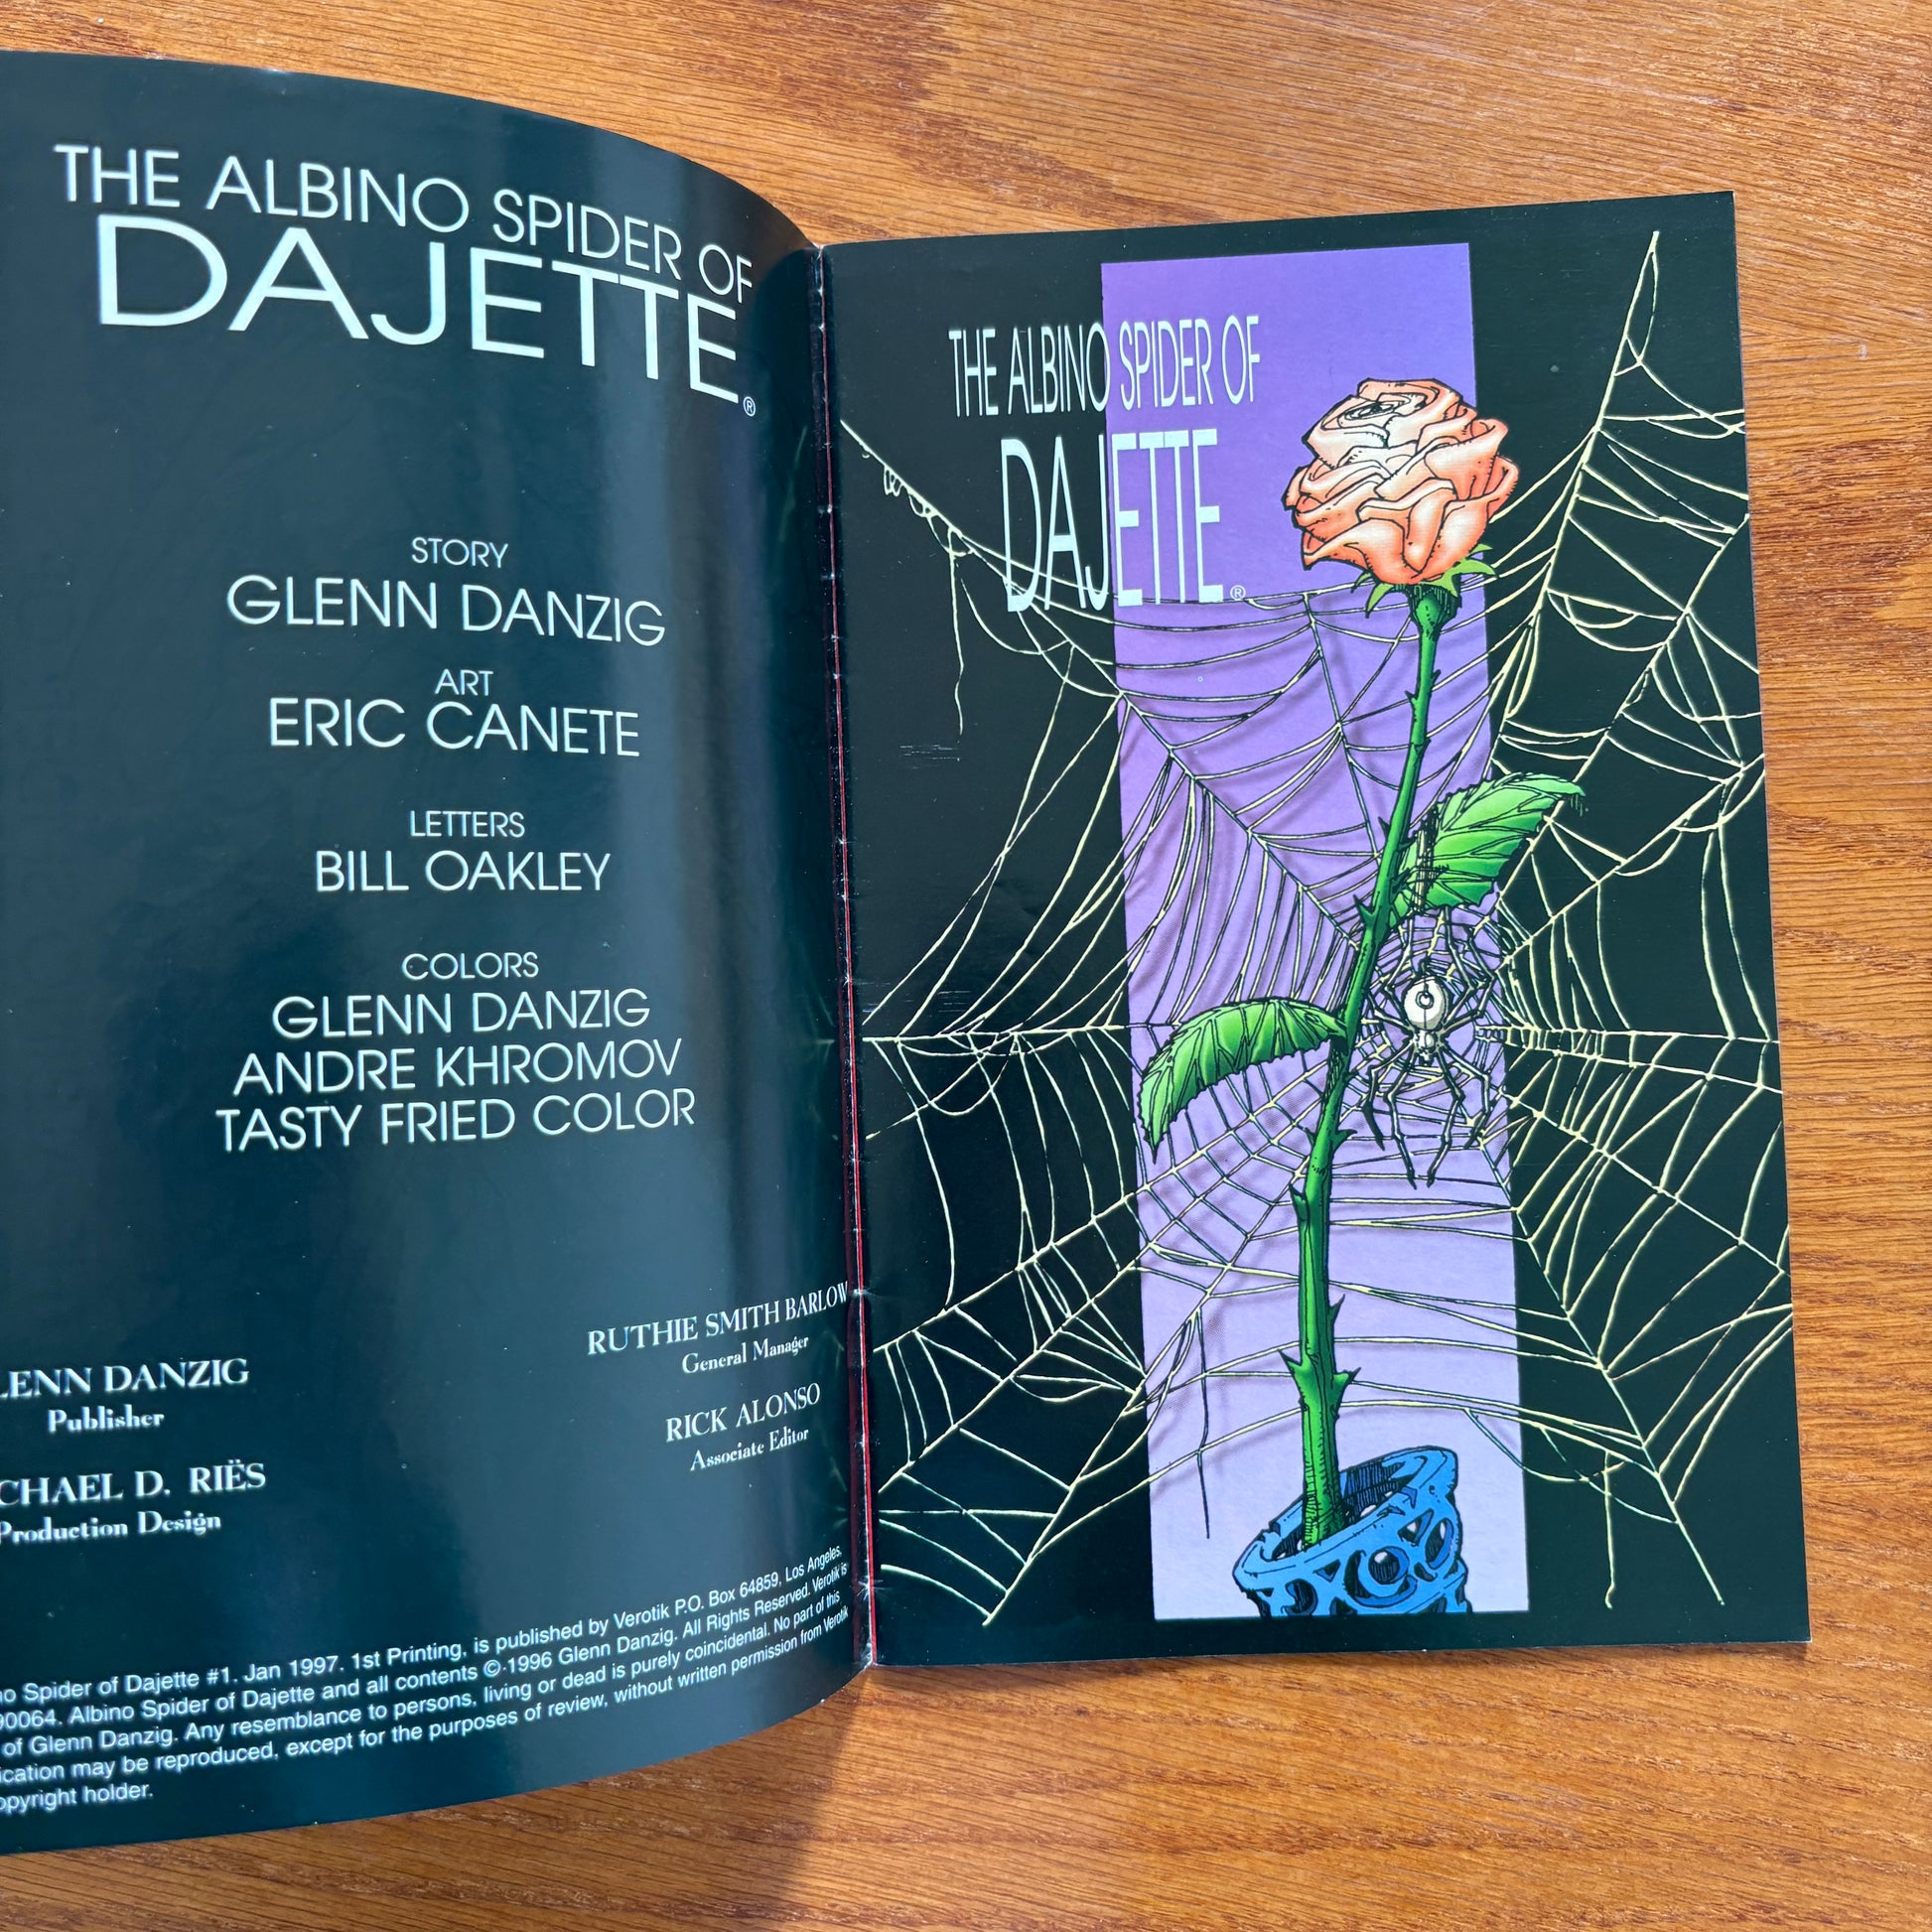 THE ALBINO SPIDER OF
DAJETTE®
STORY
GLENN DANZIG
ART
ERIC CANETE
LETTERS
BILL OAKLEY
COLORS
GLENN DANZIG
ANDRE KHROMOV
TASTY FRIED COLOR
LENN DANZIG
Publisher
CHAEL D. RIËS
Production Design
RUTHIE SMITH BARLOW
General Manager
RICK ALONSO
Associate Editor
no Spider of Dajette #1. Jan 1997. 1st Printing, is published by Verotik P.O. Box 64859, Los Angeles,
90064. Albino Spider of Dajette and all contents © 1996 Glenn Danzig. All Rights Reserved. Verotik is
of Glenn Danzig. Any resemblance to persons, living or dead is purely coincidental. No part of this
ication may be reproduced, except for the purposes of review, without written permission from Verotik
opyright holder.
THE ALBINO SPIDER OF
DAJETTE®